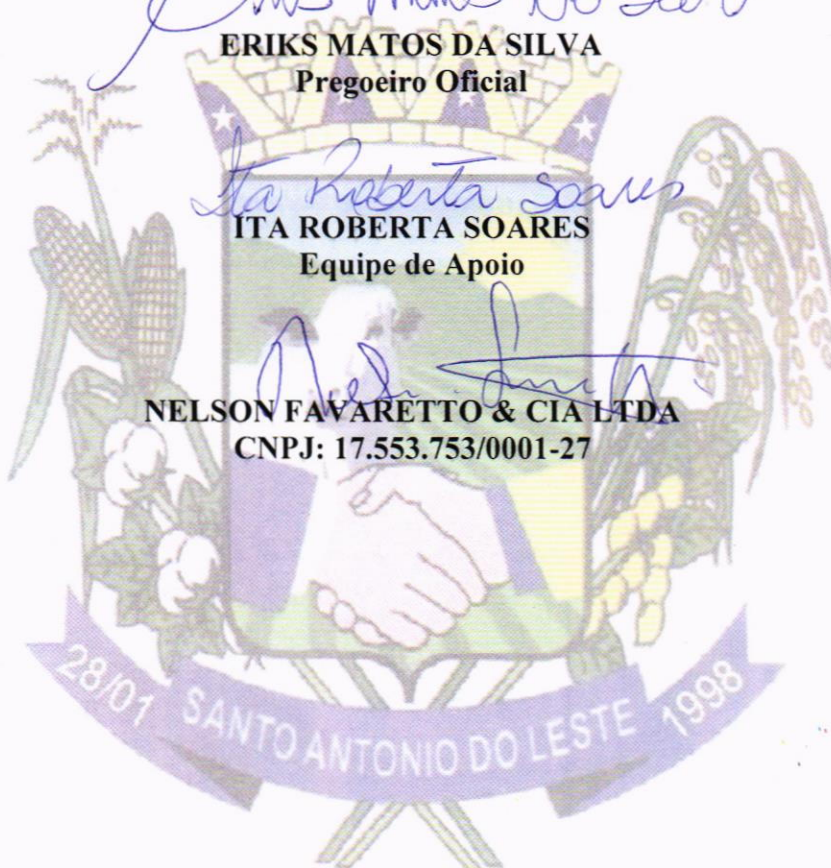 ERIKS MATOS DA SILVA
Pregoeiro Oficial
Ita Roberta Soares
ITA ROBERTA SOARES
Equipe de Apoio
NELSON FAVARETTO & CIA LTDA
CNPJ: 17.553.753/0001-27
28/01 SANTO ANTONIO DO LESTE 1998